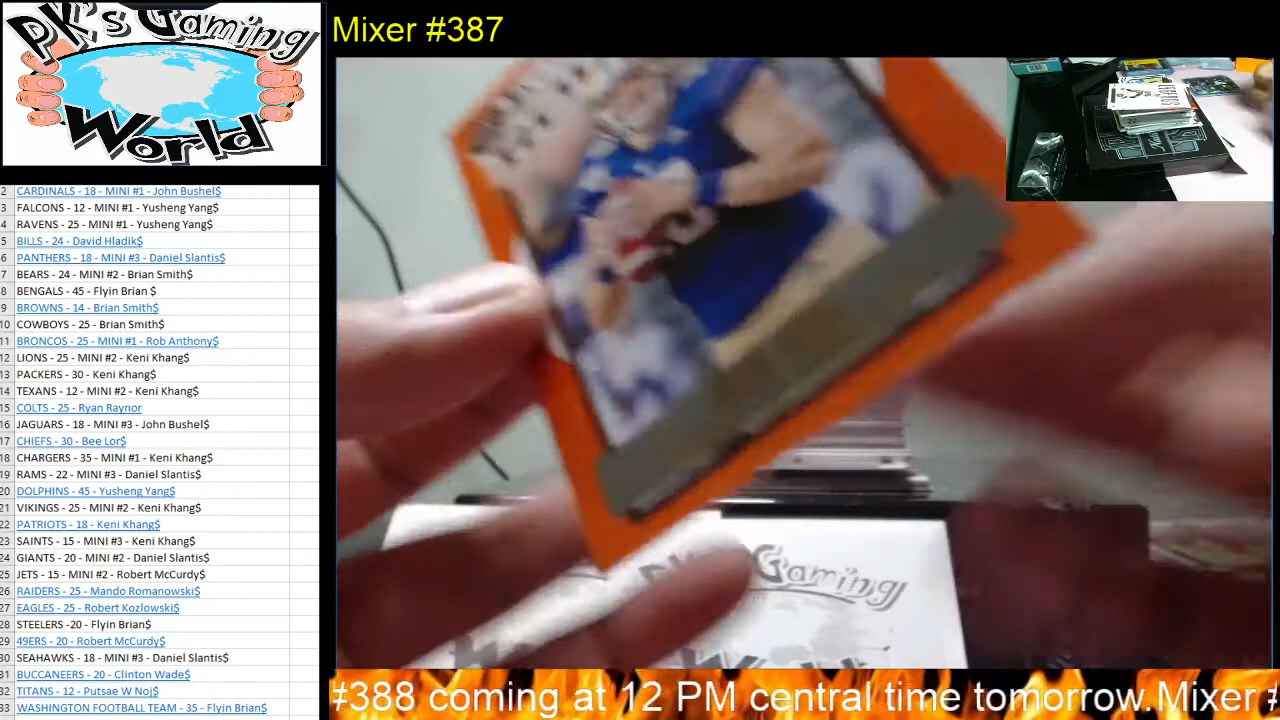 PK's Gaming
World
Mixer #387
2 CARDINALS - 18 - MINI #1 - John Bushel$
3 FALCONS - 12 - MINI #1 - Yusheng Yang$
4 RAVENS - 25 - MINI #1 - Yusheng Yang$
5 BILLS - 24 - David Hladik$
6 PANTHERS - 18 - MINI #3 - Daniel Slantis$
7 BEARS - 24 - MINI #2 - Brian Smith$
8 BENGALS - 45 - Flyin Brian $
9 BROWNS - 14 - Brian Smith$
10 COWBOYS - 25 - Brian Smith$
11 BRONCOS - 25 - MINI #1 - Rob Anthony$
12 LIONS - 25 - MINI #2 - Keni Khang$
13 PACKERS - 30 - Keni Khang$
14 TEXANS - 12 - MINI #2 - Keni Khang$
15 COLTS - 25 - Ryan Raynor
16 JAGUARS - 18 - MINI #3 - John Bushel$
17 CHIEFS - 30 - Bee Lor$
18 CHARGERS - 35 - MINI #1 - Keni Khang$
19 RAMS - 22 - MINI #3 - Daniel Slantis$
20 DOLPHINS - 45 - Yusheng Yang$
21 VIKINGS - 25 - MINI #2 - Keni Khang$
22 PATRIOTS - 18 - Keni Khang$
23 SAINTS - 15 - MINI #3 - Keni Khang$
24 GIANTS - 20 - MINI #2 - Daniel Slantis$
25 JETS - 15 - MINI #2 - Robert McCurdy$
26 RAIDERS - 25 - Mando Romanowski$
27 EAGLES - 25 - Robert Kozlowski$
28 STEELERS -20 - Flyin Brian$
29 49ERS - 20 - Robert McCurdy$
30 SEAHAWKS - 18 - MINI #3 - Daniel Slantis$
31 BUCCANEERS - 20 - Clinton Wade$
32 TITANS - 12 - Putsae W Noj$
33 WASHINGTON FOOTBALL TEAM - 35 - Flyin Brian$
PK's Gaming
World
#388 coming at 12 PM central time tomorrow.Mixer #